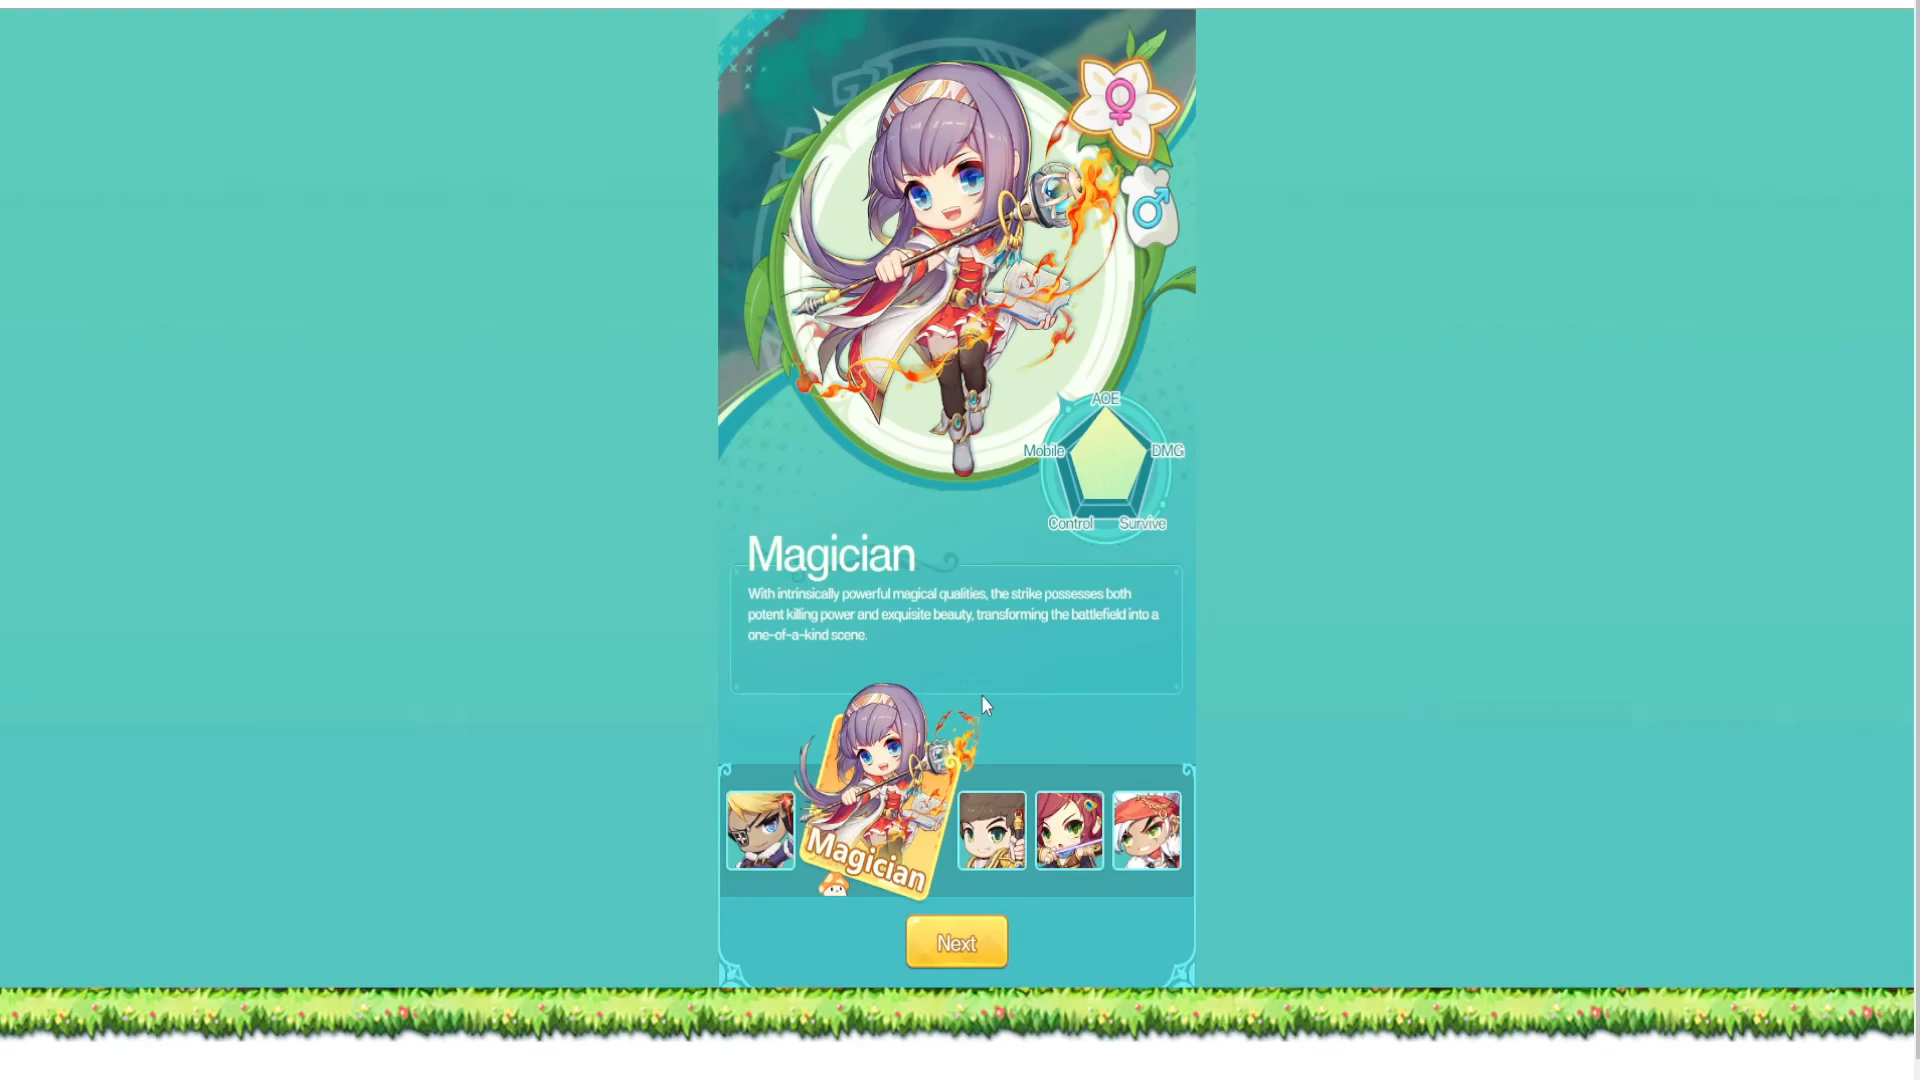 AOE
Mobile
DMG
Control
Survive
Magician
With intrinsically powerful magical qualities, the strike possesses both
potent killing power and exquisite beauty, transforming the battlefield into a
one-of-a-kind scene.
Magician
Next